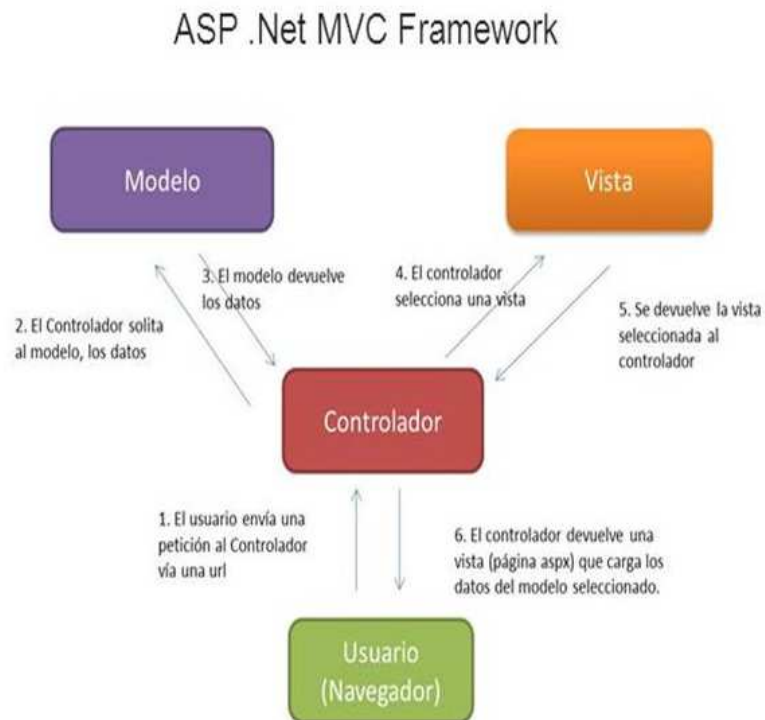 ASP .Net MVC Framework
Modelo
Vista
3. El modelo devuelve
los datos
4. El controlador
selecciona una vista
2. El Controlador solita
al modelo, los datos
5. Se devuelve la vista
seleccionada al
controlador
Controlador
1. El usuario envía una
petición al Controlador
vía una url
6. El controlador devuelve una
vista (página aspx) que carga los
datos del modelo seleccionado.
Usuario
(Navegador)